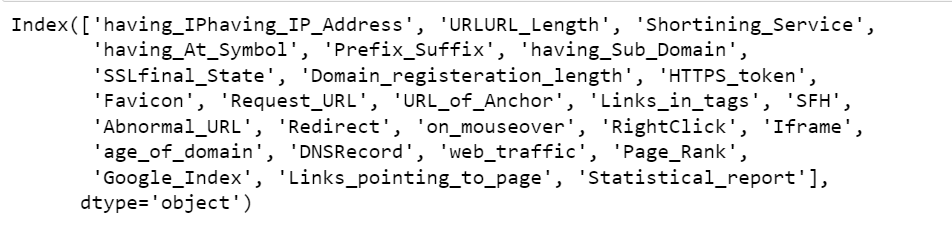 Index(['having_IPhaving_IP_Address', 'URLURL_Length', 'Shortining_Service',
'having_At_Symbol', 'Prefix_Suffix', 'having_Sub_Domain',
'SSLfinal_State', 'Domain_registeration_length', 'HTTPS_token',
'Favicon', 'Request_URL', 'URL_of_Anchor', 'Links_in_tags', 'SFH',
'Abnormal_URL', 'Redirect', 'on_mouseover', 'RightClick', 'Iframe',
'age_of_domain', 'DNSRecord', 'web_traffic', 'Page_Rank',
'Google_Index', 'Links_pointing_to_page', 'Statistical_report'],
dtype='object')